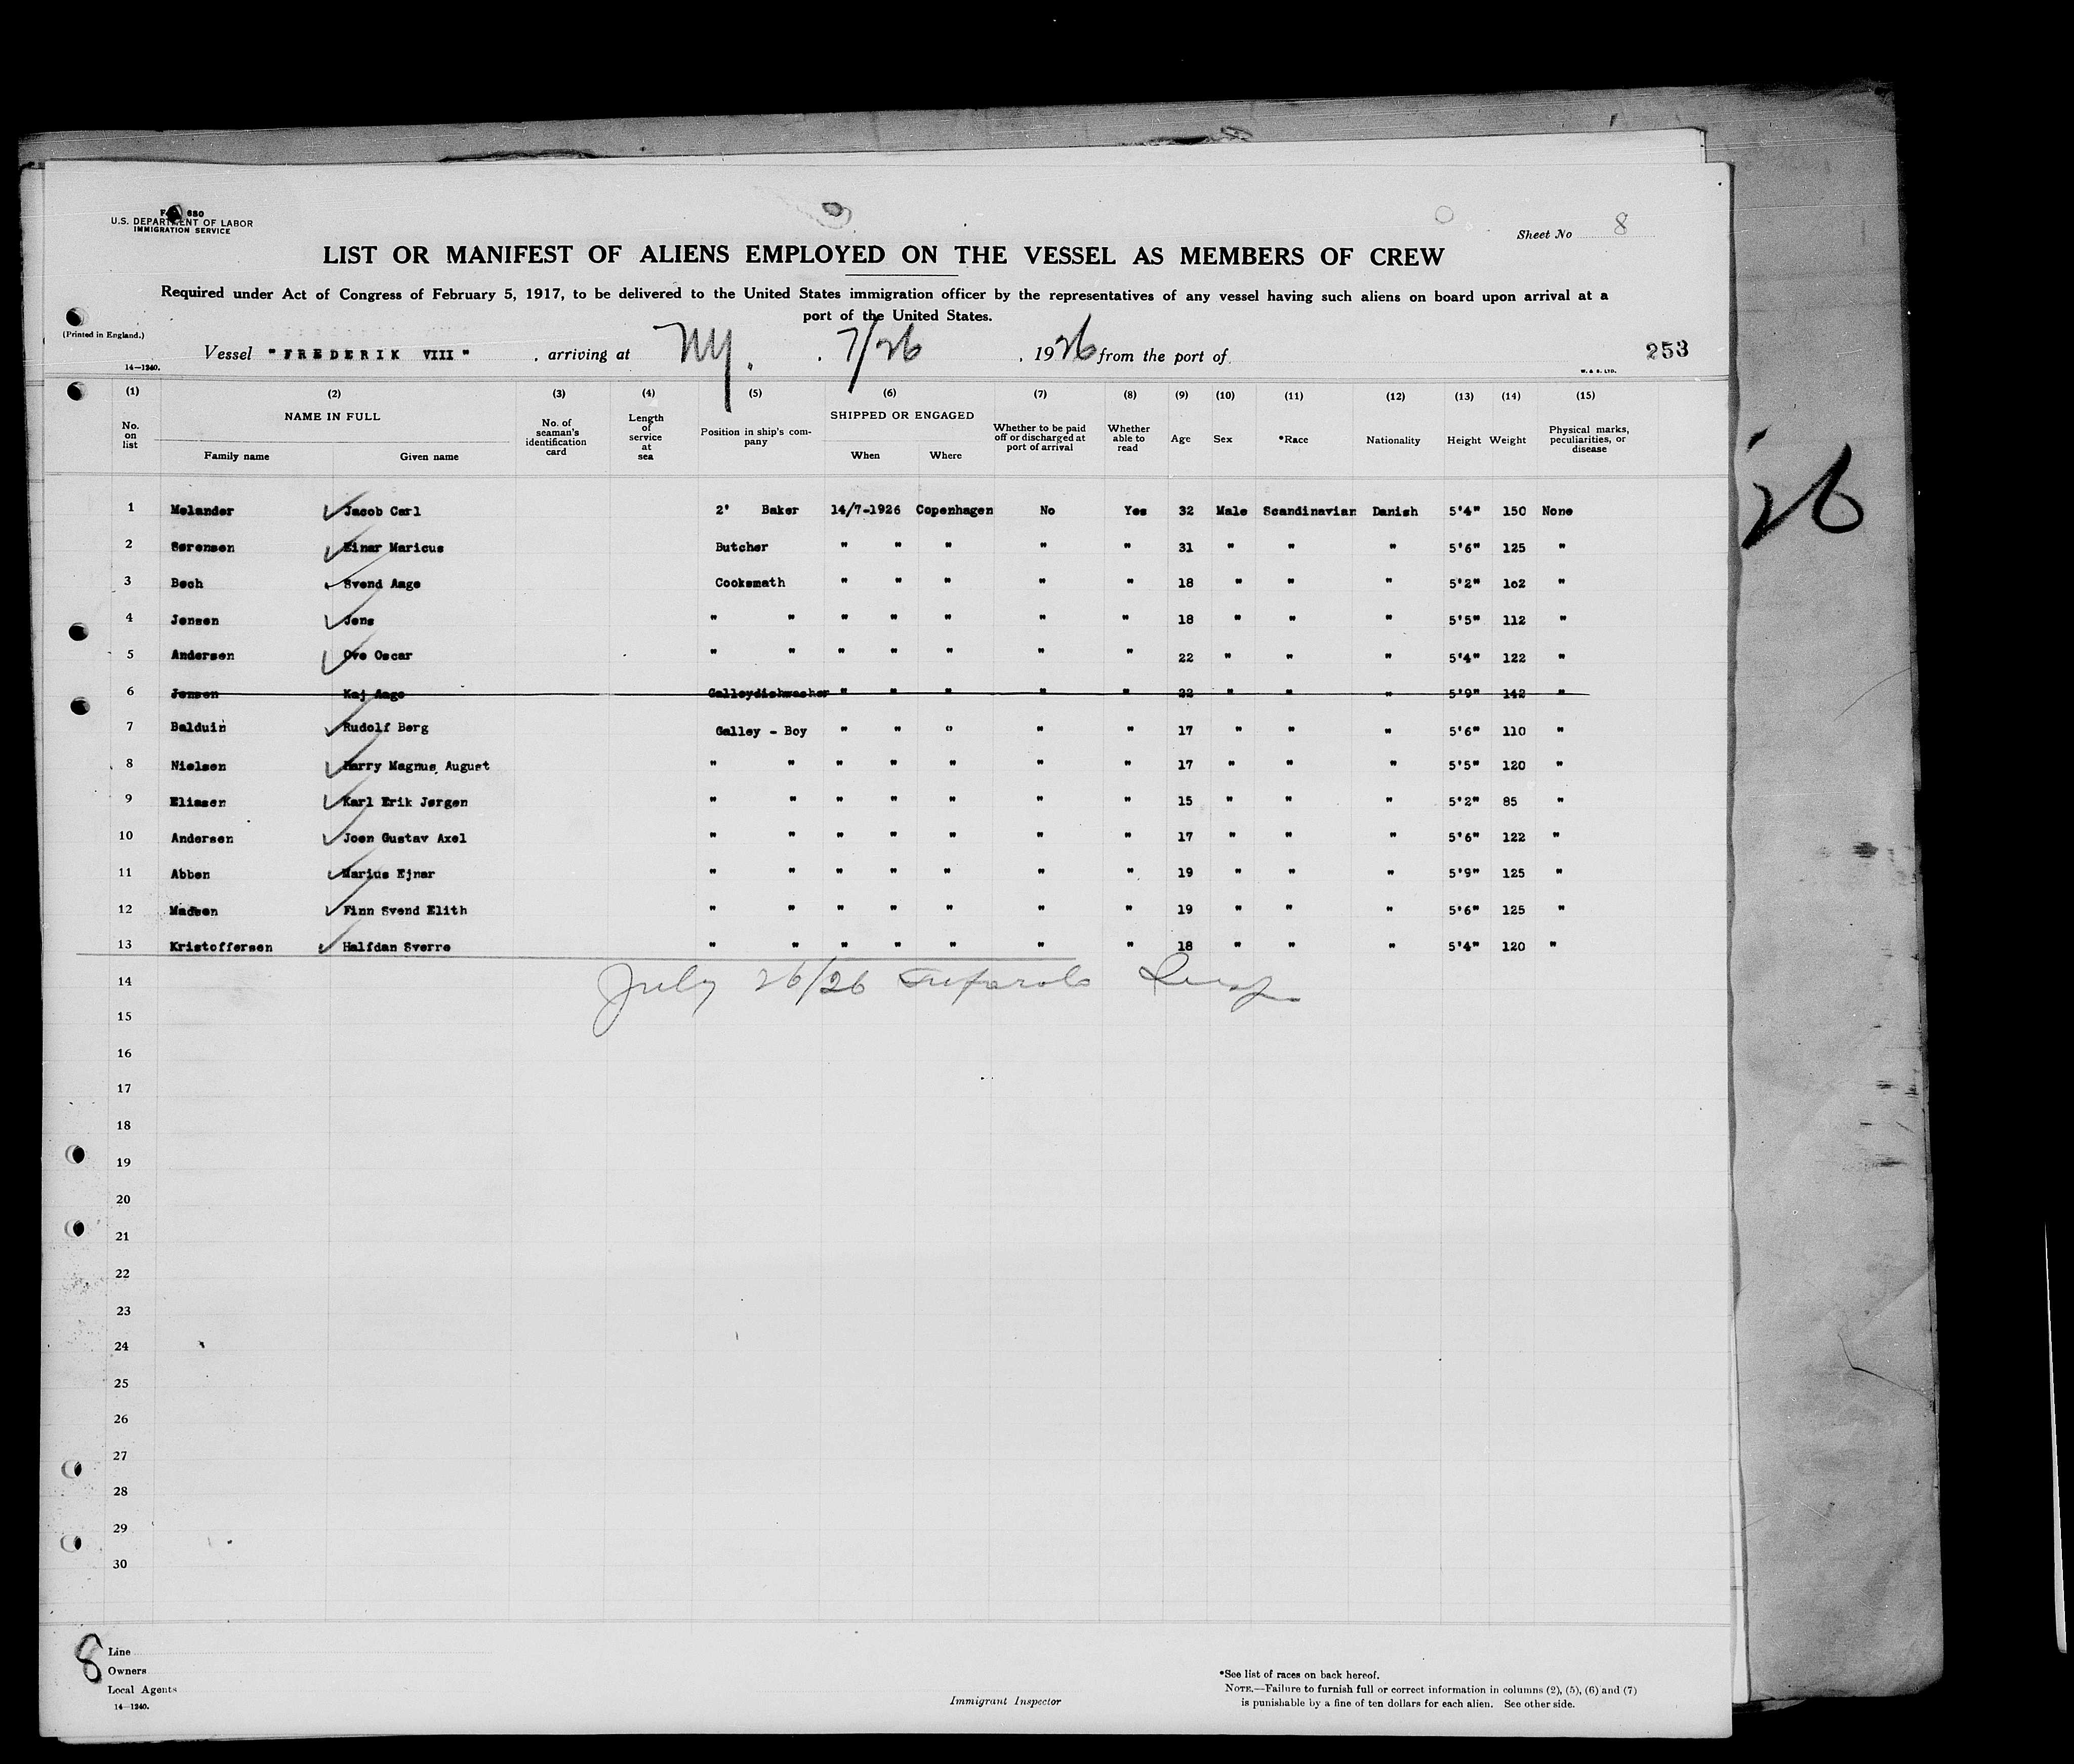 Form 680
U.S. DEPARTMENT OF LABOR
IMMIGRATION SERVICE
Sheet No 8
LIST OR MANIFEST OF ALIENS EMPLOYED ON THE VESSEL AS MEMBERS OF CREW
Required under Act of Congress of February 5, 1917, to be delivered to the United States immigration officer by the representatives of any vessel having such aliens on board upon arrival at a
port of the United States.
(Printed in England.)
Vessel "FREDERIK VIII", arriving at NY., 7/26, 1926 from the port of
253
14—1240.
W. & S. LTD.
(1) (2) (3) (4) (5) (6) (7) (8) (9) (10) (11) (12) (13) (14) (15)
No. on list NAME IN FULL Family name Given name No. of seaman's identification card Length of service at sea Position in ship's company SHIPPED OR ENGAGED When Where Whether to be paid off or discharged at port of arrival Whether able to read Age Sex *Race Nationality Height Weight Physical marks, peculiarities, or disease
1 Melander Jacob Carl 2' Baker 14/7-1926 Copenhagen No Yes 32 Male Scandinavian Danish 5'4" 150 None
2 Sørensen Einar Maricus Butcher " " " " " 31 " " " 5'6" 125 "
3 Bech Svend Aage Cooksmath " " " " " 18 " " " 5'2" 1o2 "
4 Jensen Jens " " " " " " " 18 " " " 5'5" 112 "
5 Andersen Ove Oscar " " " " " " " 22 " " " 5'4" 122 "
6 Jensen Kaj Aage Galleydishwasher " " " " " 22 " " " 5'9" 142 "
7 Balduin Rudolf Berg Galley - Boy " " " " " 17 " " " 5'6" 110 "
8 Nielsen Harry Magnus August " " " " " " " 17 " " " 5'5" 120 "
9 Eliasen Karl Erik Jørgen " " " " " " " 15 " " " 5'2" 85 "
10 Andersen Joen Gustav Axel " " " " " " " 17 " " " 5'6" 122 "
11 Abben Marius Ejnar " " " " " " " 19 " " " 5'9" 125 "
12 Madsen Finn Svend Elith " " " " " " " 19 " " " 5'6" 125 "
13 Kristoffersen Halfdan Sverre " " " " " " " 18 " " " 5'4" 120 "
14 July 26/26
15
16
17
18
19
20
21
22
23
24
25
26
27
28
29
30
26
8
Line
Owners
Local Agents
14—1240.
Immigrant Inspector
*See list of races on back hereof.
NOTE.—Failure to furnish full or correct information in columns (2), (5), (6) and (7)
is punishable by a fine of ten dollars for each alien. See other side.